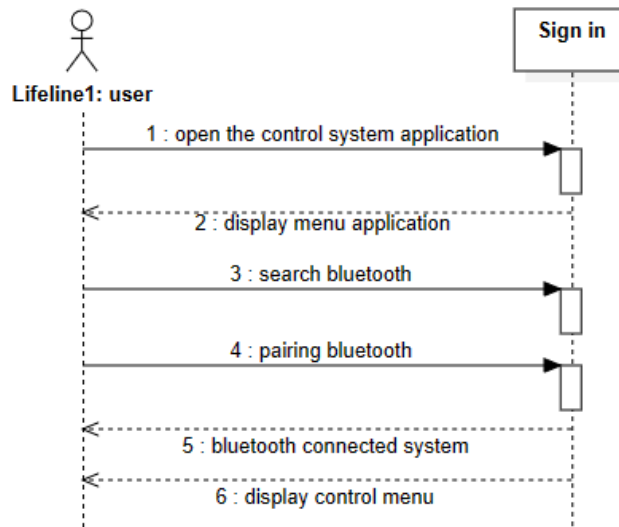 Sign in
Lifeline1: user
1 : open the control system application
2 : display menu application
3 : search bluetooth
4 : pairing bluetooth
5 : bluetooth connected system
6 : display control menu